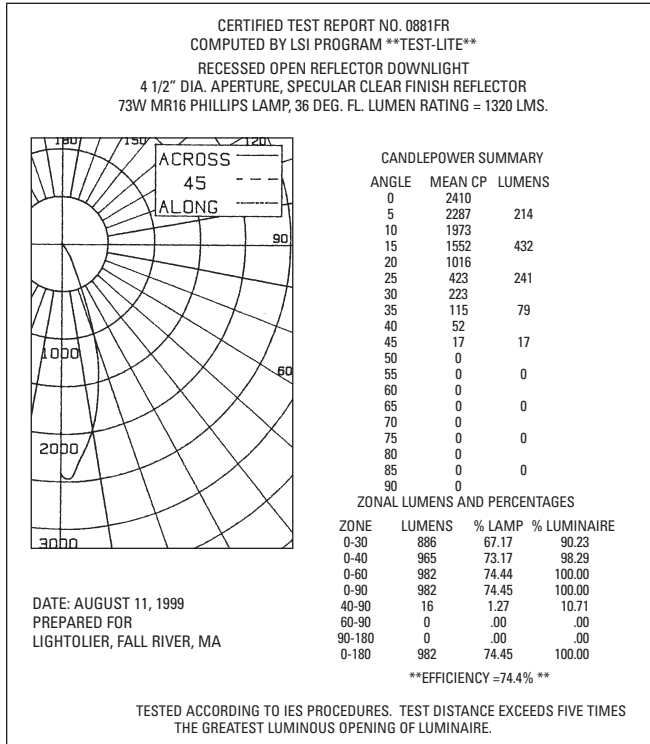 CERTIFIED TEST REPORT NO. 0881FR
COMPUTED BY LSI PROGRAM **TEST-LITE**
RECESSED OPEN REFLECTOR DOWNLIGHT
4 1/2" DIA. APERTURE, SPECULAR CLEAR FINISH REFLECTOR
73W MR16 PHILLIPS LAMP, 36 DEG. FL. LUMEN RATING = 1320 LMS.
180 150 120
ACROSS
45
ALONG
90
1000
60
2000
3000
CANDLEPOWER SUMMARY
ANGLE MEAN CP LUMENS
0 2410
5 2287 214
10 1973
15 1552 432
20 1016
25 423 241
30 223
35 115 79
40 52
45 17 17
50 0
55 0 0
60 0
65 0 0
70 0
75 0 0
80 0
85 0 0
90 0
ZONAL LUMENS AND PERCENTAGES
ZONE LUMENS % LAMP % LUMINAIRE
0-30 886 67.17 90.23
0-40 965 73.17 98.29
0-60 982 74.44 100.00
0-90 982 74.45 100.00
40-90 16 1.27 10.71
60-90 0 .00 .00
90-180 0 .00 .00
0-180 982 74.45 100.00
**EFFICIENCY =74.4% **
DATE: AUGUST 11, 1999
PREPARED FOR
LIGHTOLIER, FALL RIVER, MA
TESTED ACCORDING TO IES PROCEDURES. TEST DISTANCE EXCEEDS FIVE TIMES
THE GREATEST LUMINOUS OPENING OF LUMINAIRE.